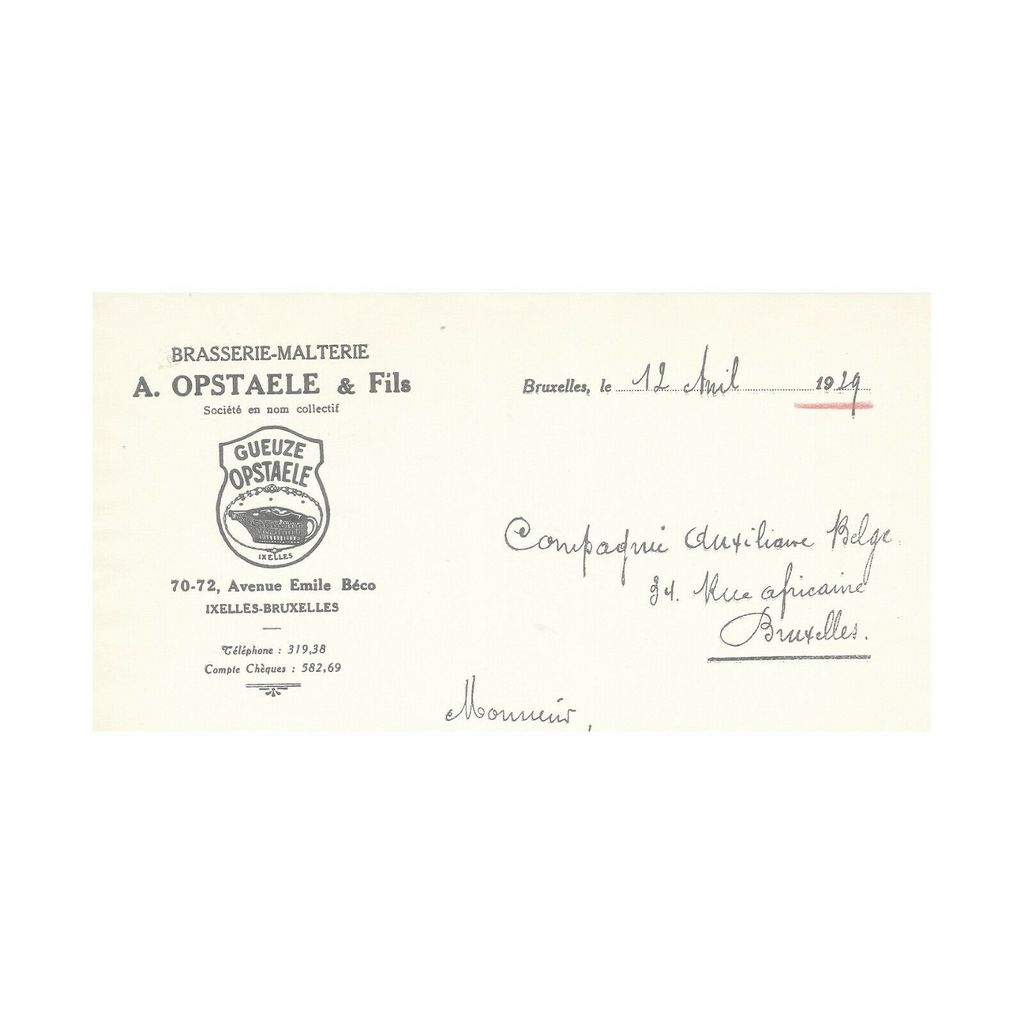 BRASSERIE-MALTERIE
A. OPSTAELE & Fils
Société en nom collectif
GUEUZE
OPSTAELE
IXELLES
70-72, Avenue Emile Béco
IXELLES-BRUXELLES
Téléphone : 319,38
Compte Chèques : 582,69
Bruxelles, le 12 Avril 1929
Compagnie Auxiliaire Belge.
34. Rue africaine
Bruxelles.
Monsieur,